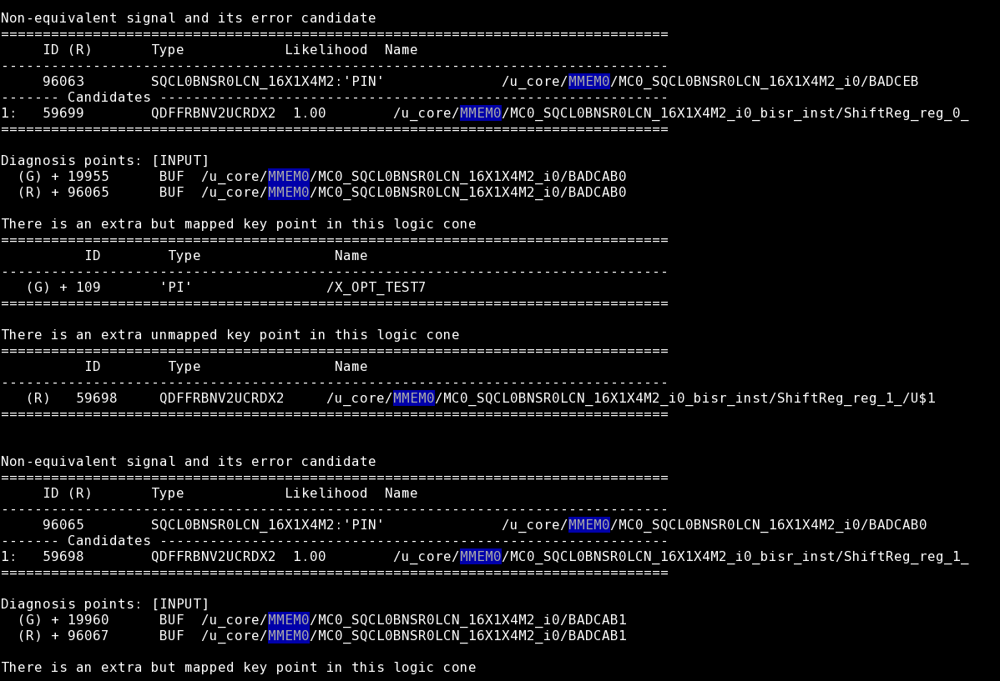 Non-equivalent signal and its error candidate
================================================================================
     ID (R)       Type            Likelihood  Name
--------------------------------------------------------------------------------
     96063        SQCL0BNSR0LCN_16X1X4M2:'PIN'              /u_core/MMEM0/MC0_SQCL0BNSR0LCN_16X1X4M2_i0/BADCEB
------- Candidates -------------------------------------------------------------
1:   59699        QDFFRBNV2UCRDX2  1.00        /u_core/MMEM0/MC0_SQCL0BNSR0LCN_16X1X4M2_i0_bisr_inst/ShiftReg_reg_0_
================================================================================
Diagnosis points: [INPUT]
  (G) + 19955      BUF  /u_core/MMEM0/MC0_SQCL0BNSR0LCN_16X1X4M2_i0/BADCAB0
  (R) + 96065      BUF  /u_core/MMEM0/MC0_SQCL0BNSR0LCN_16X1X4M2_i0/BADCAB0
There is an extra but mapped key point in this logic cone
================================================================================
          ID        Type                Name
--------------------------------------------------------------------------------
   (G) + 109       'PI'                /X_OPT_TEST7
================================================================================
There is an extra unmapped key point in this logic cone
================================================================================
          ID        Type                Name
--------------------------------------------------------------------------------
   (R)   59698     QDFFRBNV2UCRDX2     /u_core/MMEM0/MC0_SQCL0BNSR0LCN_16X1X4M2_i0_bisr_inst/ShiftReg_reg_1_/U$1
================================================================================
Non-equivalent signal and its error candidate
================================================================================
     ID (R)       Type            Likelihood  Name
--------------------------------------------------------------------------------
     96065        SQCL0BNSR0LCN_16X1X4M2:'PIN'              /u_core/MMEM0/MC0_SQCL0BNSR0LCN_16X1X4M2_i0/BADCAB0
------- Candidates -------------------------------------------------------------
1:   59698        QDFFRBNV2UCRDX2  1.00        /u_core/MMEM0/MC0_SQCL0BNSR0LCN_16X1X4M2_i0_bisr_inst/ShiftReg_reg_1_
================================================================================
Diagnosis points: [INPUT]
  (G) + 19960      BUF  /u_core/MMEM0/MC0_SQCL0BNSR0LCN_16X1X4M2_i0/BADCAB1
  (R) + 96067      BUF  /u_core/MMEM0/MC0_SQCL0BNSR0LCN_16X1X4M2_i0/BADCAB1
There is an extra but mapped key point in this logic cone